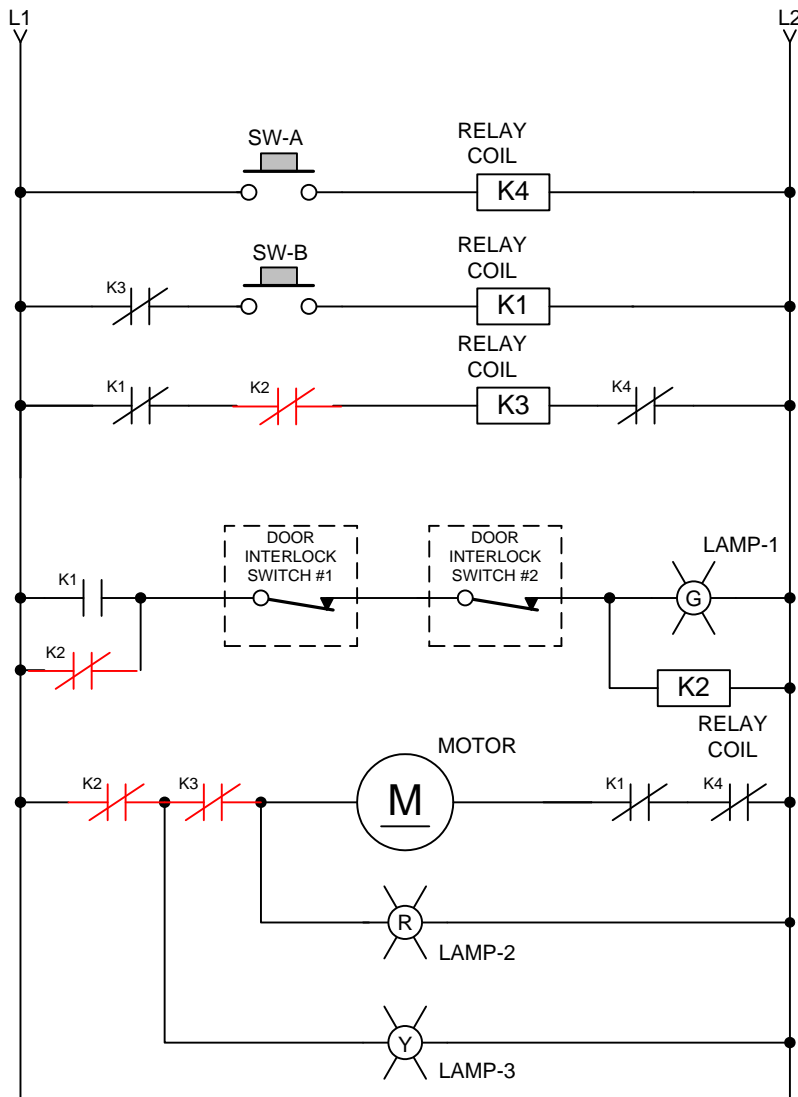 L1
L2
SW-A
RELAY
COIL
K4
SW-B
RELAY
COIL
K3
K1
RELAY
COIL
K1
K2
K3
K4
DOOR
INTERLOCK
SWITCH #1
DOOR
INTERLOCK
SWITCH #2
LAMP-1
K1
G
K2
K2
RELAY
COIL
MOTOR
K2
K3
M
K1
K4
R
LAMP-2
Y
LAMP-3